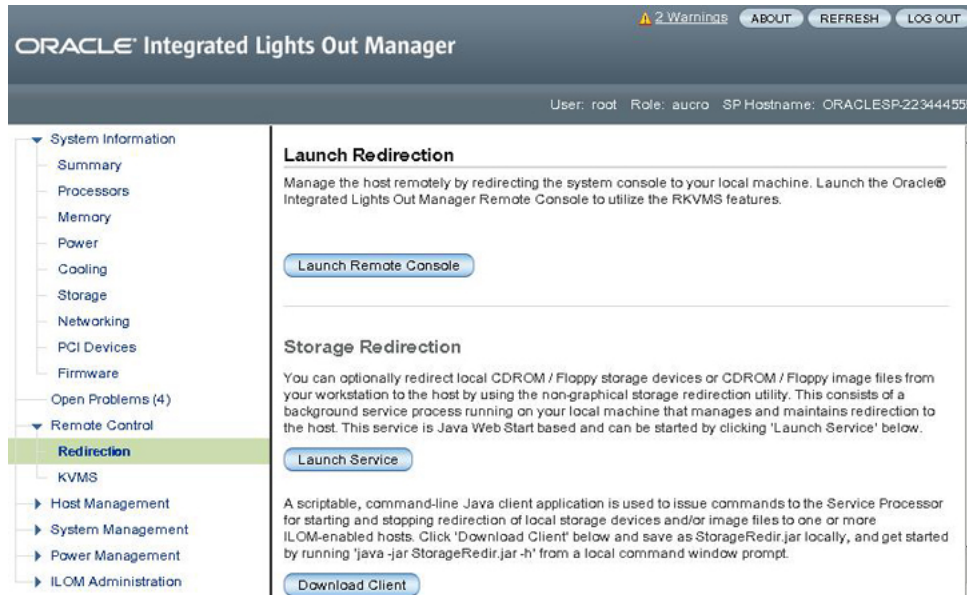 2 Warnings ABOUT REFRESH LOG OUT
ORACLE® Integrated Lights Out Manager
User: root Role: aucro SP Hostname: ORACLESP-223444455
System Information
Summary
Processors
Memory
Power
Cooling
Storage
Networking
PCI Devices
Firmware
Open Problems (4)
Remote Control
Redirection
KVMS
Host Management
System Management
Power Management
ILOM Administration
Launch Redirection
Manage the host remotely by redirecting the system console to your local machine. Launch the Oracle®
Integrated Lights Out Manager Remote Console to utilize the RKVMS features.
Launch Remote Console
Storage Redirection
You can optionally redirect local CDROM / Floppy storage devices or CDROM / Floppy image files from
your workstation to the host by using the non-graphical storage redirection utility. This consists of a
background service process running on your local machine that manages and maintains redirection to
the host. This service is Java Web Start based and can be started by clicking 'Launch Service' below.
Launch Service
A scriptable, command-line Java client application is used to issue commands to the Service Processor
for starting and stopping redirection of local storage devices and/or image files to one or more
ILOM-enabled hosts. Click 'Download Client' below and save as StorageRedir.jar locally, and get started
by running 'java -jar StorageRedir.jar -h' from a local command window prompt.
Download Client